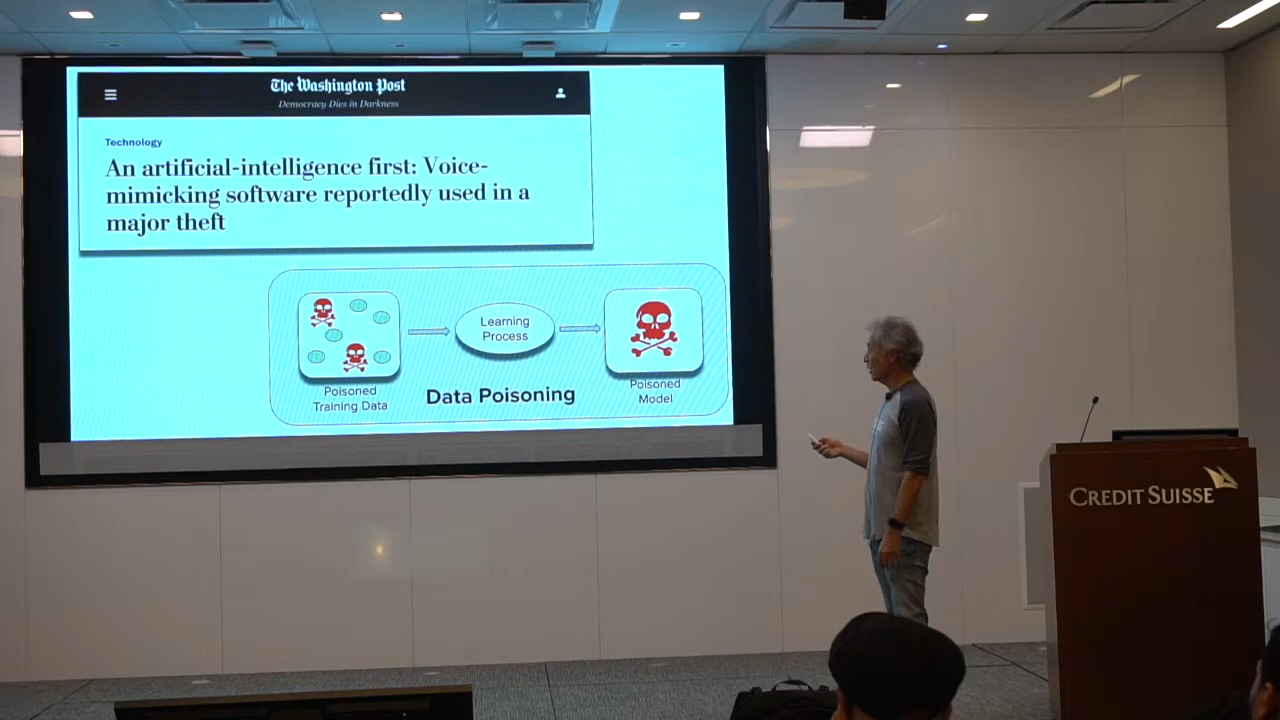 The Washington Post
Democracy Dies in Darkness
Technology
An artificial-intelligence first: Voice-
mimicking software reportedly used in a
major theft
Learning
Process
Poisoned
Training Data
Data Poisoning
Poisoned
Model
CREDIT SUISSE